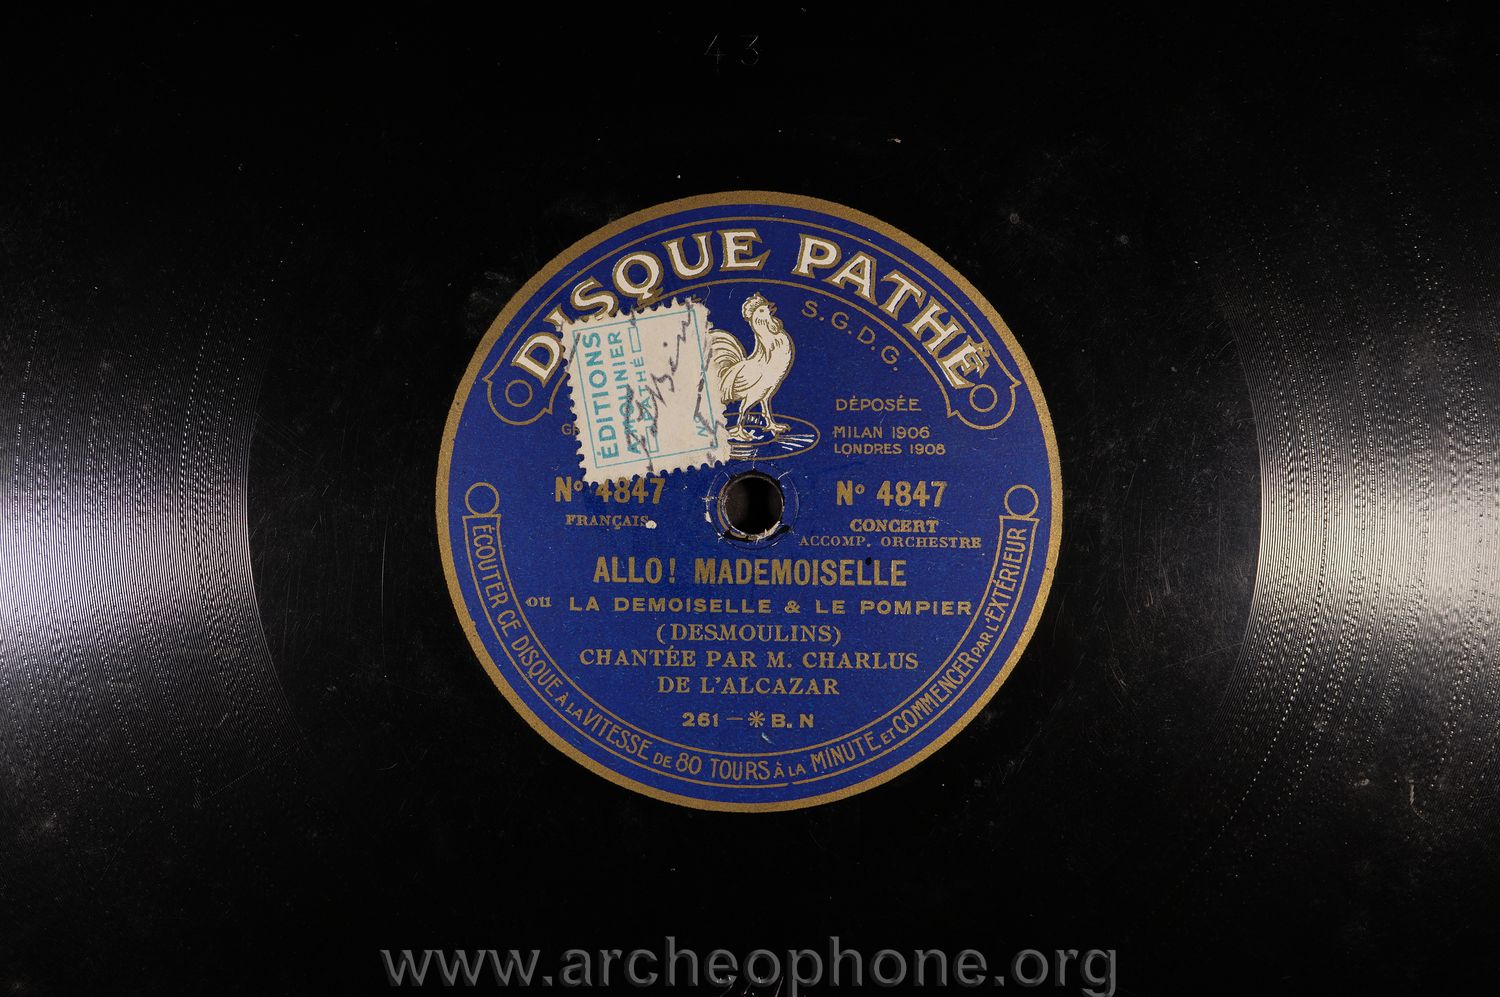 43
DISQUE PATHÉ
S.G.D.G.
ÉDITIONS
PATHÉ
N°
DÉPOSÉE
MILAN 1906
LONDRES 1908
N° 4847
FRANÇAIS
N° 4847
CONCERT
ACCOMP. ORCHESTRE
ALLO! MADEMOISELLE
ou LA DEMOISELLE & LE POMPIER
(DESMOULINS)
CHANTÉE PAR M. CHARLUS
DE L'ALCAZAR
261 — * B. N
ÉCOUTER CE DISQUE À LA VITESSE DE 80 TOURS À LA MINUTE ET COMMENCER PAR L'EXTÉRIEUR
www.archeophone.org